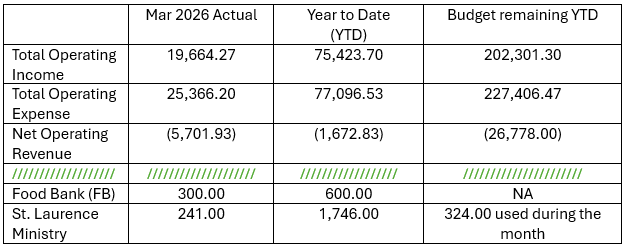 Mar 2026 Actual Year to Date (YTD) Budget remaining YTD
Total Operating Income 19,664.27 75,423.70 202,301.30
Total Operating Expense 25,366.20 77,096.53 227,406.47
Net Operating Revenue (5,701.93) (1,672.83) (26,778.00)
/////////////////// //////////////////// ////////////////// //////////////////////
Food Bank (FB) 300.00 600.00 NA
St. Laurence Ministry 241.00 1,746.00 324.00 used during the month